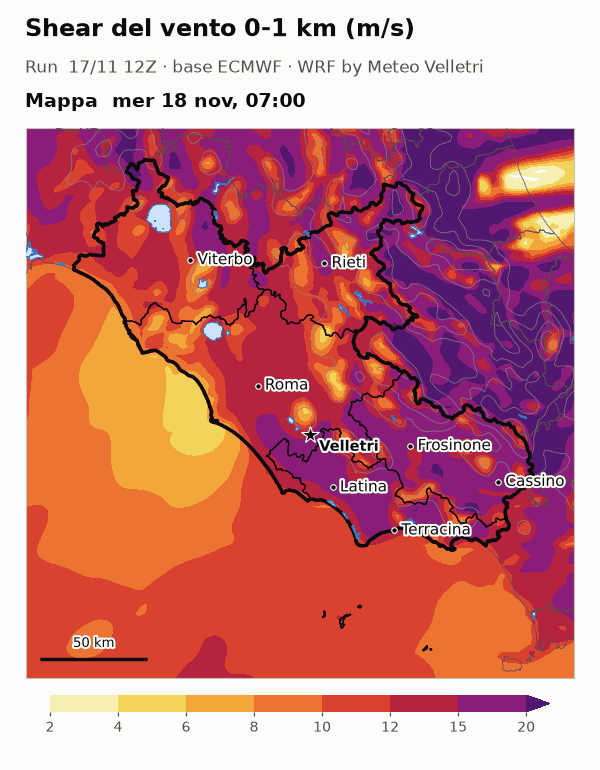 Shear del vento 0-1 km (m/s)
Run  17/11 12Z · base ECMWF · WRF by Meteo Velletri
Mappa  mer 18 nov, 07:00
Viterbo
Rieti
Roma
Velletri
Frosinone
Latina
Cassino
Terracina
50 km
2 4 6 8 10 12 15 20